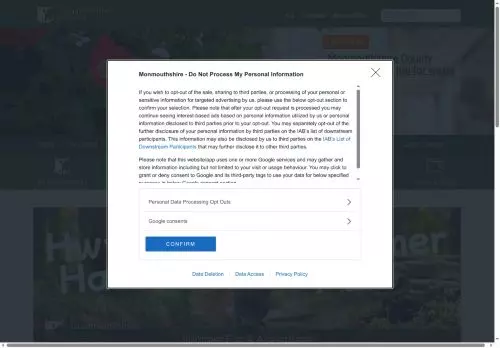 Monmouthshire - Do Not Process My Personal Information
If you wish to opt-out of the sale, sharing to third parties, or processing of your personal or
sensitive information for targeted advertising by us, please use the below opt-out section to
confirm your selection. Please note that after your opt-out request is processed you may
continue seeing interest-based ads based on personal information utilized by us or personal
information disclosed to third parties prior to your opt-out. You may separately opt-out of the
further disclosure of your personal information by third parties on the IAB's list of downstream
participants. This information may also be disclosed by us to third parties on the IAB's List of
Downstream Participants that may further disclose it to other third parties.
Please note that this website/app uses one or more Google services and may gather and
store information including but not limited to your visit or usage behaviour. You may click to
grant or deny consent to Google and its third-party tags to use your data for below specified
Personal Data Processing Opt Outs
Google consents
CONFIRM
Data Deletion
Data Access
Privacy Policy